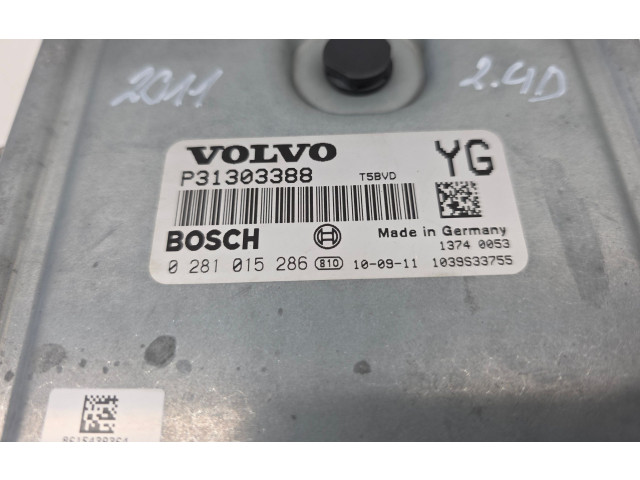 2011
2.4D
VOLVO
YG
P31303388 T5BVD
BOSCH Made in Germany
1374 0053
0 281 015 286 810 10-09-11 1039S33755